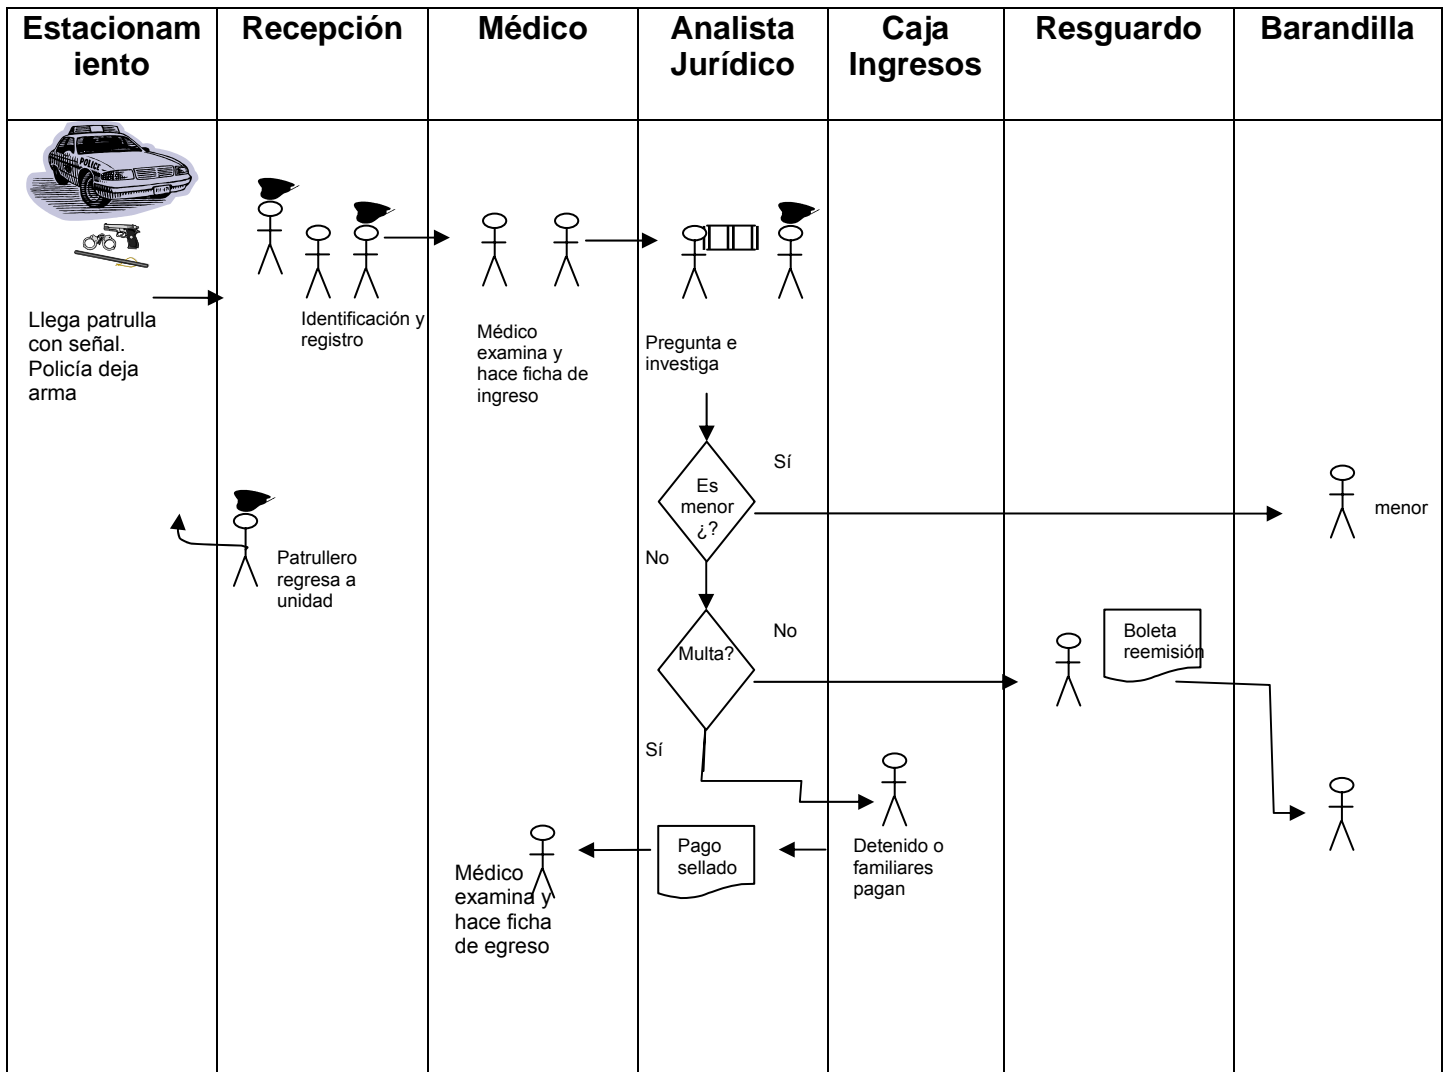 Estacionam
iento
Recepción
Médico
Analista
Jurídico
Caja
Ingresos
Resguardo
Barandilla
POLICE
Llega patrulla
con señal.
Policía deja
arma
Identificación y
registro
Médico
examina y
hace ficha de
ingreso
Pregunta e
investiga
Es
menor
¿?
Sí
No
menor
Patrullero
regresa a
unidad
Multa?
No
Sí
Boleta
reemisión
Detenido o
familiares
pagan
Pago
sellado
Médico
examina y
hace ficha
de egreso